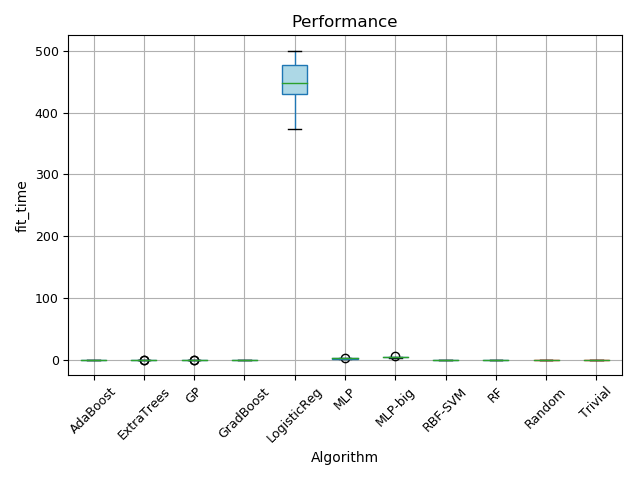 Performance
500
400
300
200
100
0
fit_time
AdaBoost
ExtraTrees
GP
GradBoost
LogisticReg
MLP
MLP-big
RBF-SVM
RF
Random
Trivial
Algorithm